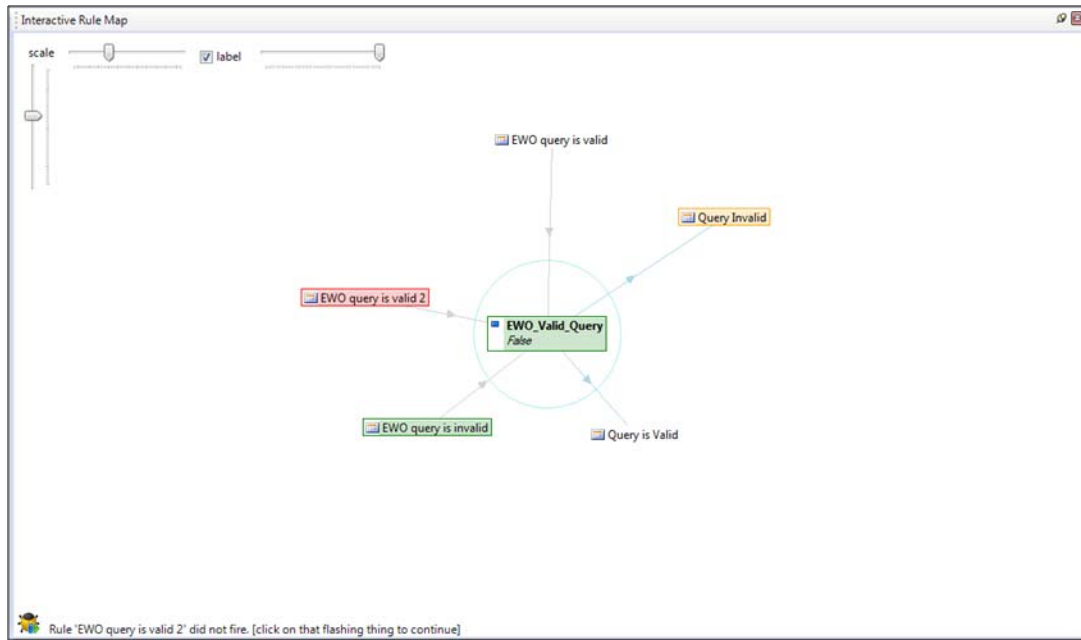 Interactive Rule Map
scale
label
EWO query is valid
Query Invalid
EWO query is valid 2
EWO_Valid_Query
False
EWO query is invalid
Query is Valid
Rule 'EWO query is valid 2' did not fire. [click on that flashing thing to continue]